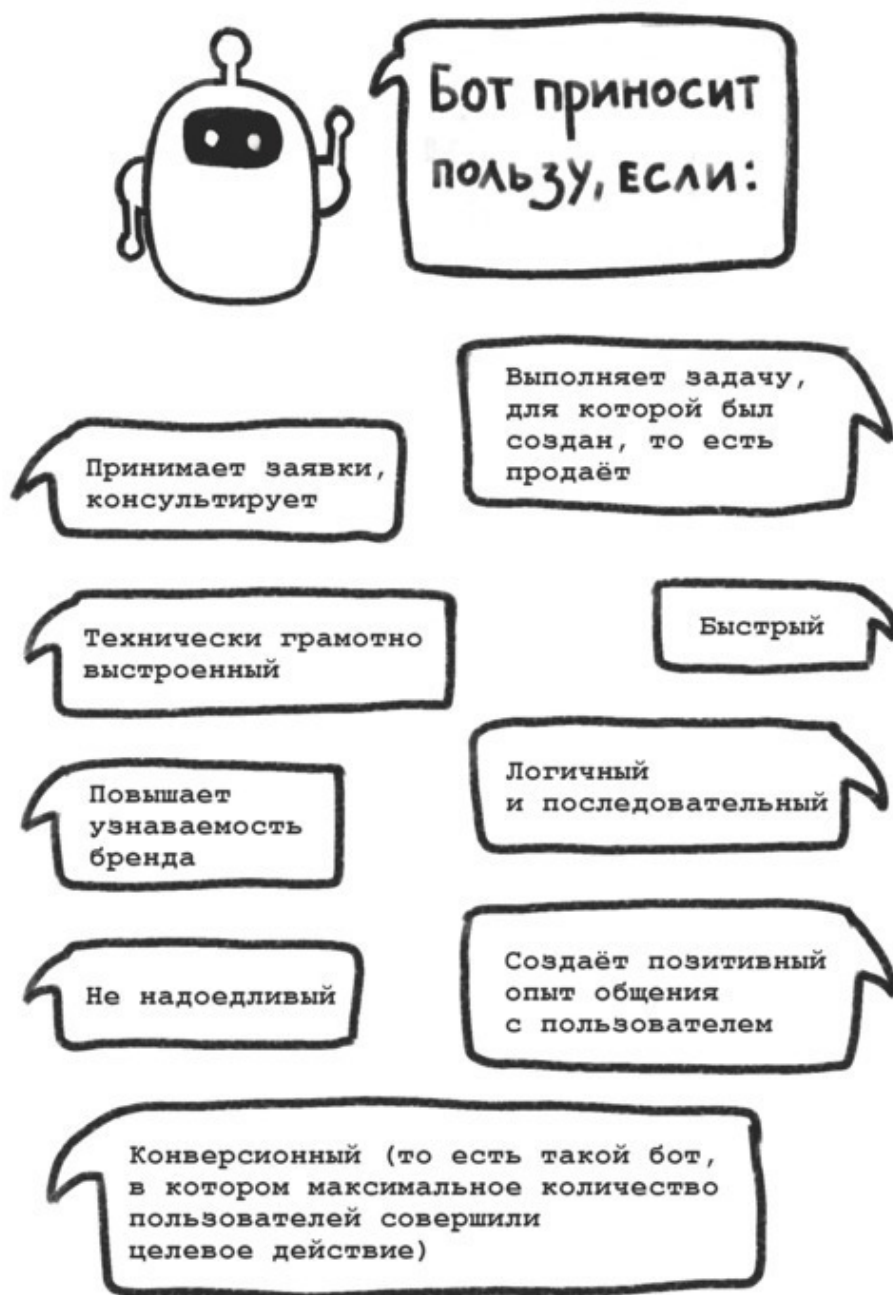 Бот приносит
пользу, если:
Выполняет задачу,
для которой был
создан, то есть
продаёт
Принимает заявки,
консультирует
Технически грамотно
выстроенный
Быстрый
Логичный
и последовательный
Повышает
узнаваемость
бренда
Создаёт позитивный
опыт общения
с пользователем
Не надоедливый
Конверсионный (то есть такой бот,
в котором максимальное количество
пользователей совершили
целевое действие)